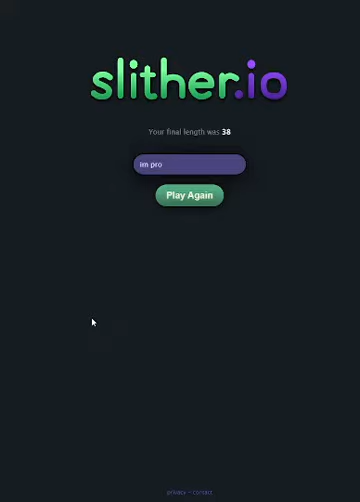 slither.io
Your final length was 38
im pro
Play Again
privacy - contact